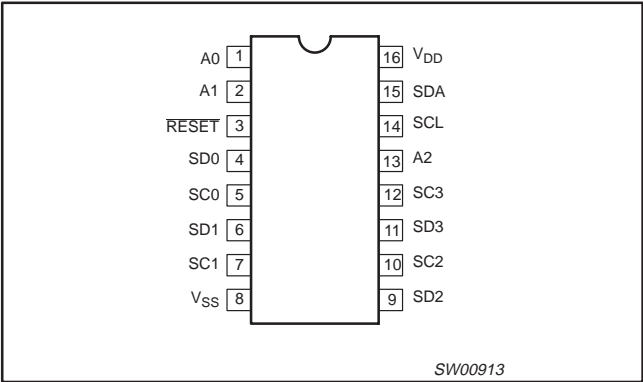 A0 1 16 VDD
A1 2 15 SDA
RESET 3 14 SCL
SD0 4 13 A2
SC0 5 12 SC3
SD1 6 11 SD3
SC1 7 10 SC2
VSS 8 9 SD2
SW00913